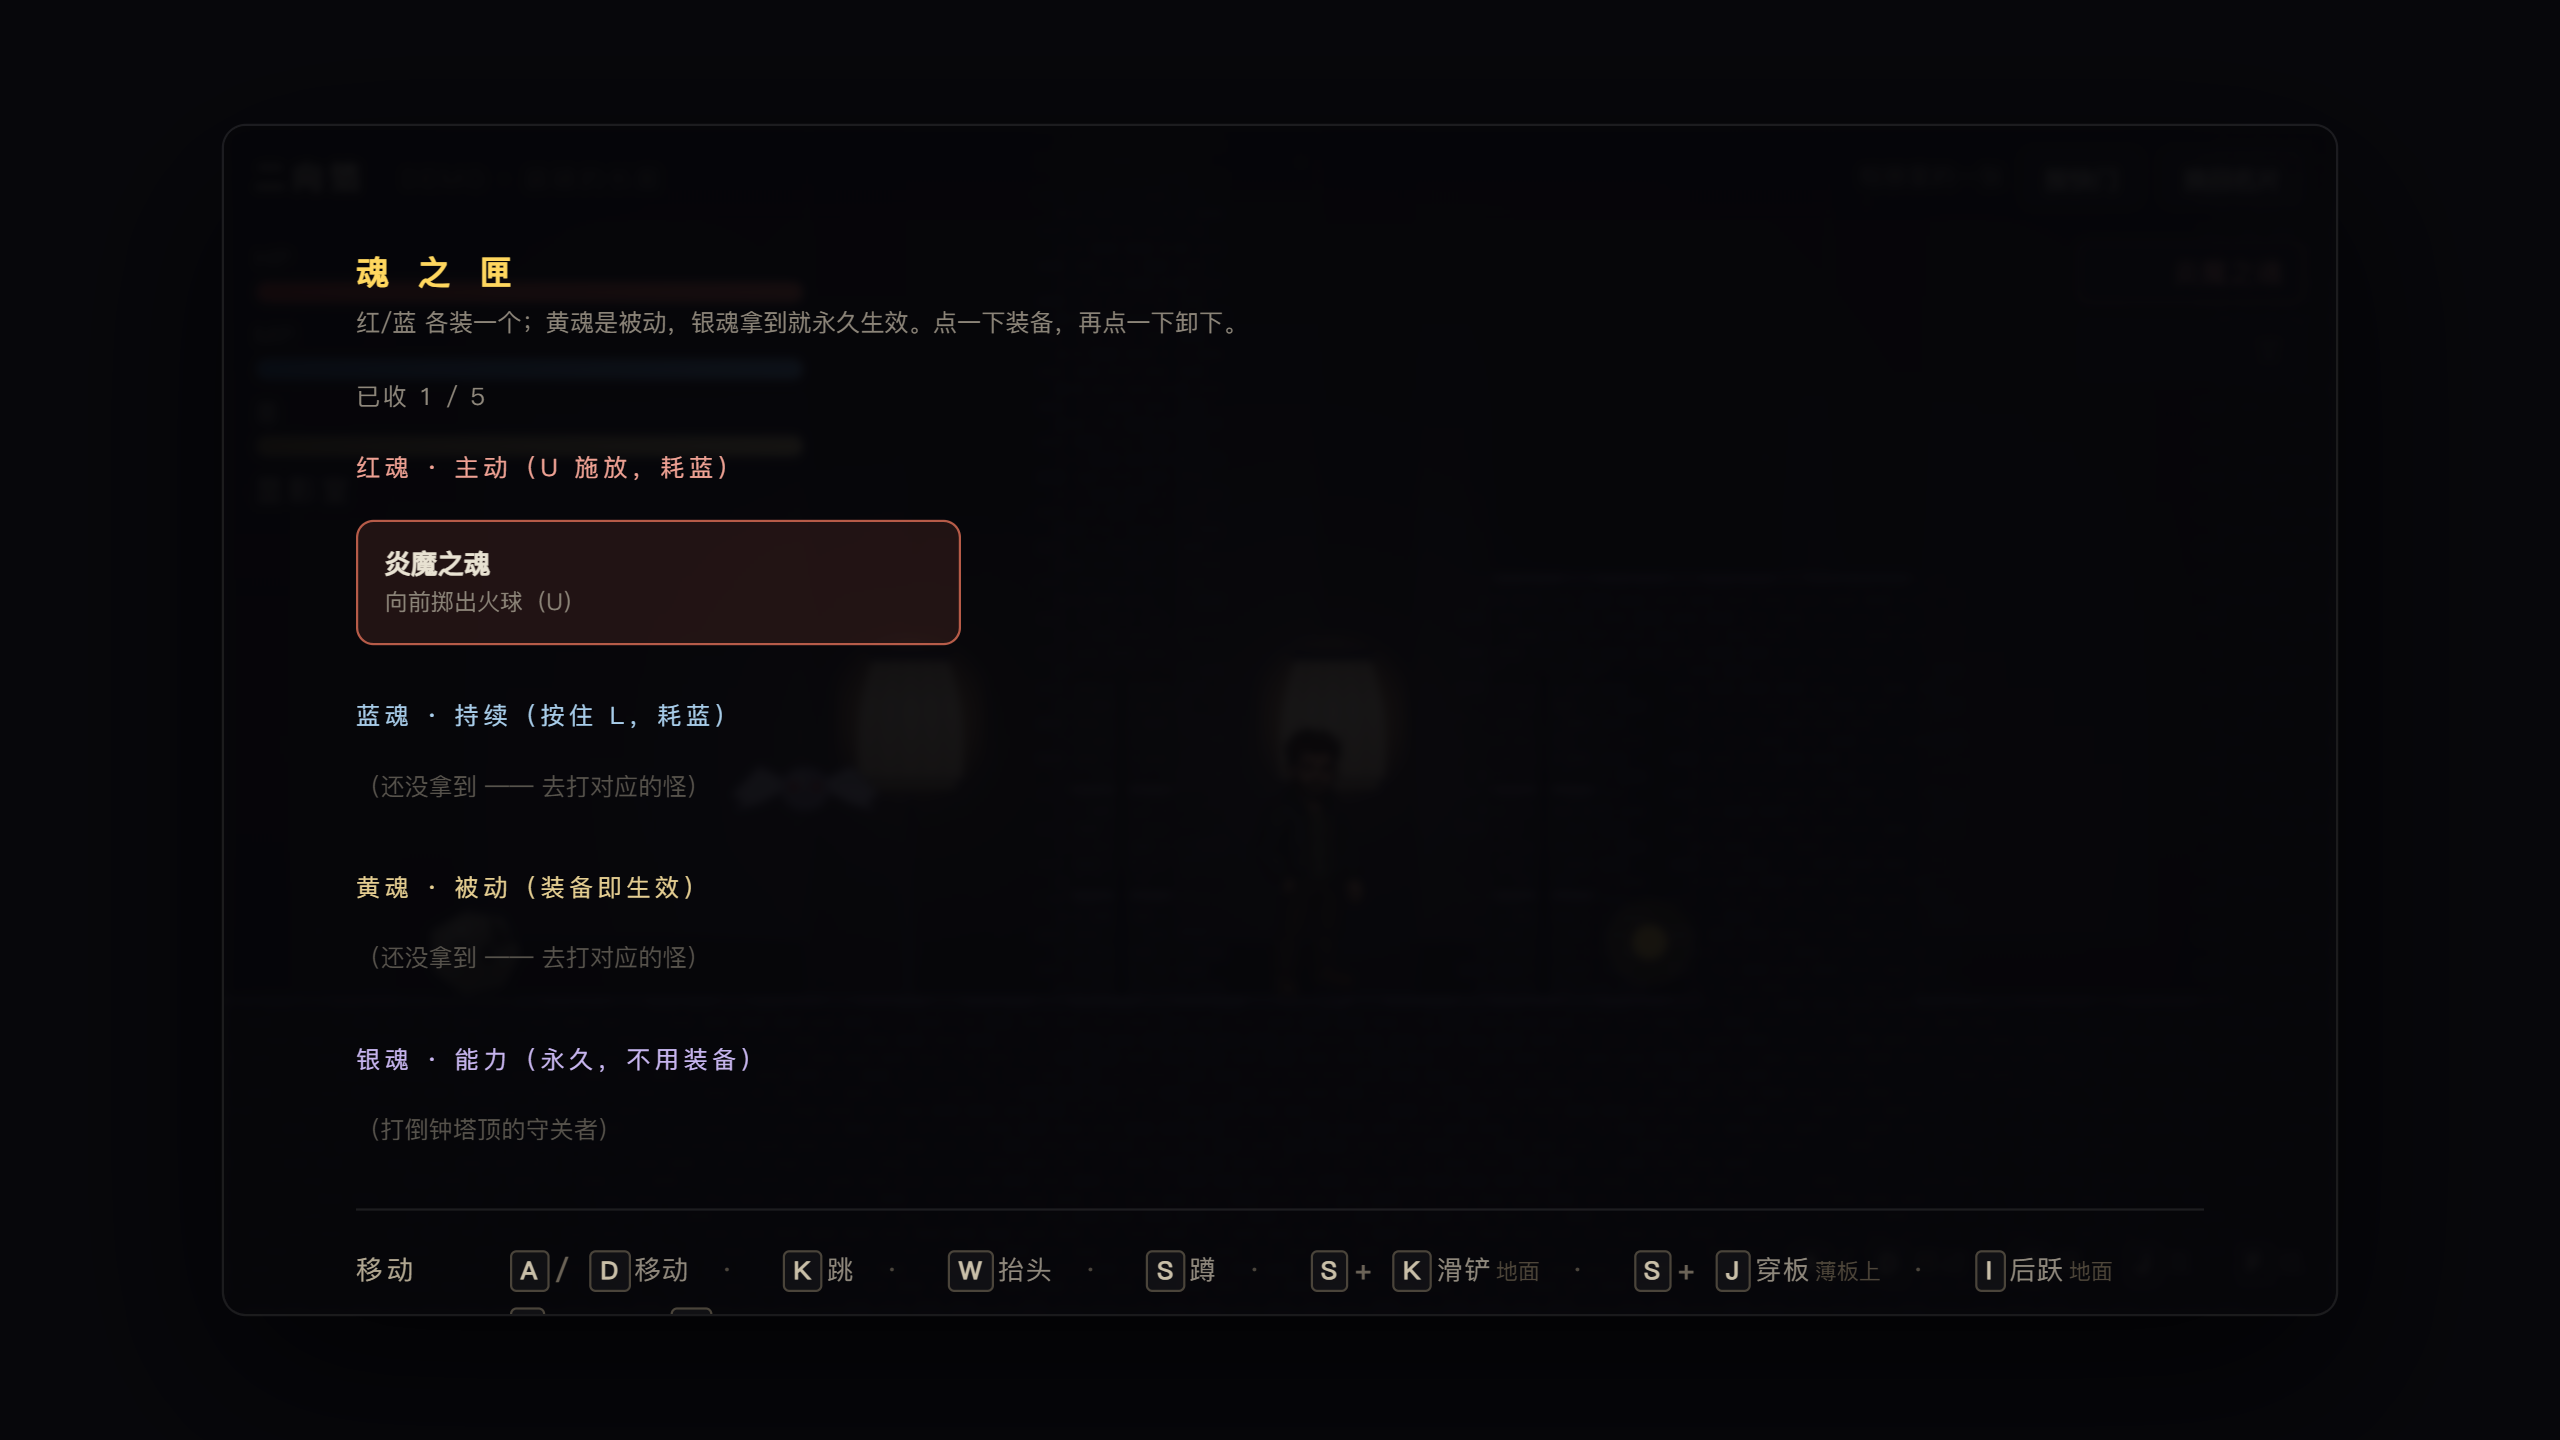 魂之匣
红/蓝 各装一个；黄魂是被动，银魂拿到就永久生效。点一下装备，再点一下卸下。
已收 1 / 5
红魂 · 主动（U 施放，耗蓝）
炎魔之魂
向前掷出火球（U）
蓝魂 · 持续（按住 L，耗蓝）
（还没拿到 —— 去打对应的怪）
黄魂 · 被动（装备即生效）
（还没拿到 —— 去打对应的怪）
银魂 · 能力（永久，不用装备）
（打倒钟塔顶的守关者）
移动 A / D 移动 · K 跳 · W 抬头 · S 蹲 · S + K 滑铲 地面 · S + J 穿板 薄板上 · I 后跃 地面